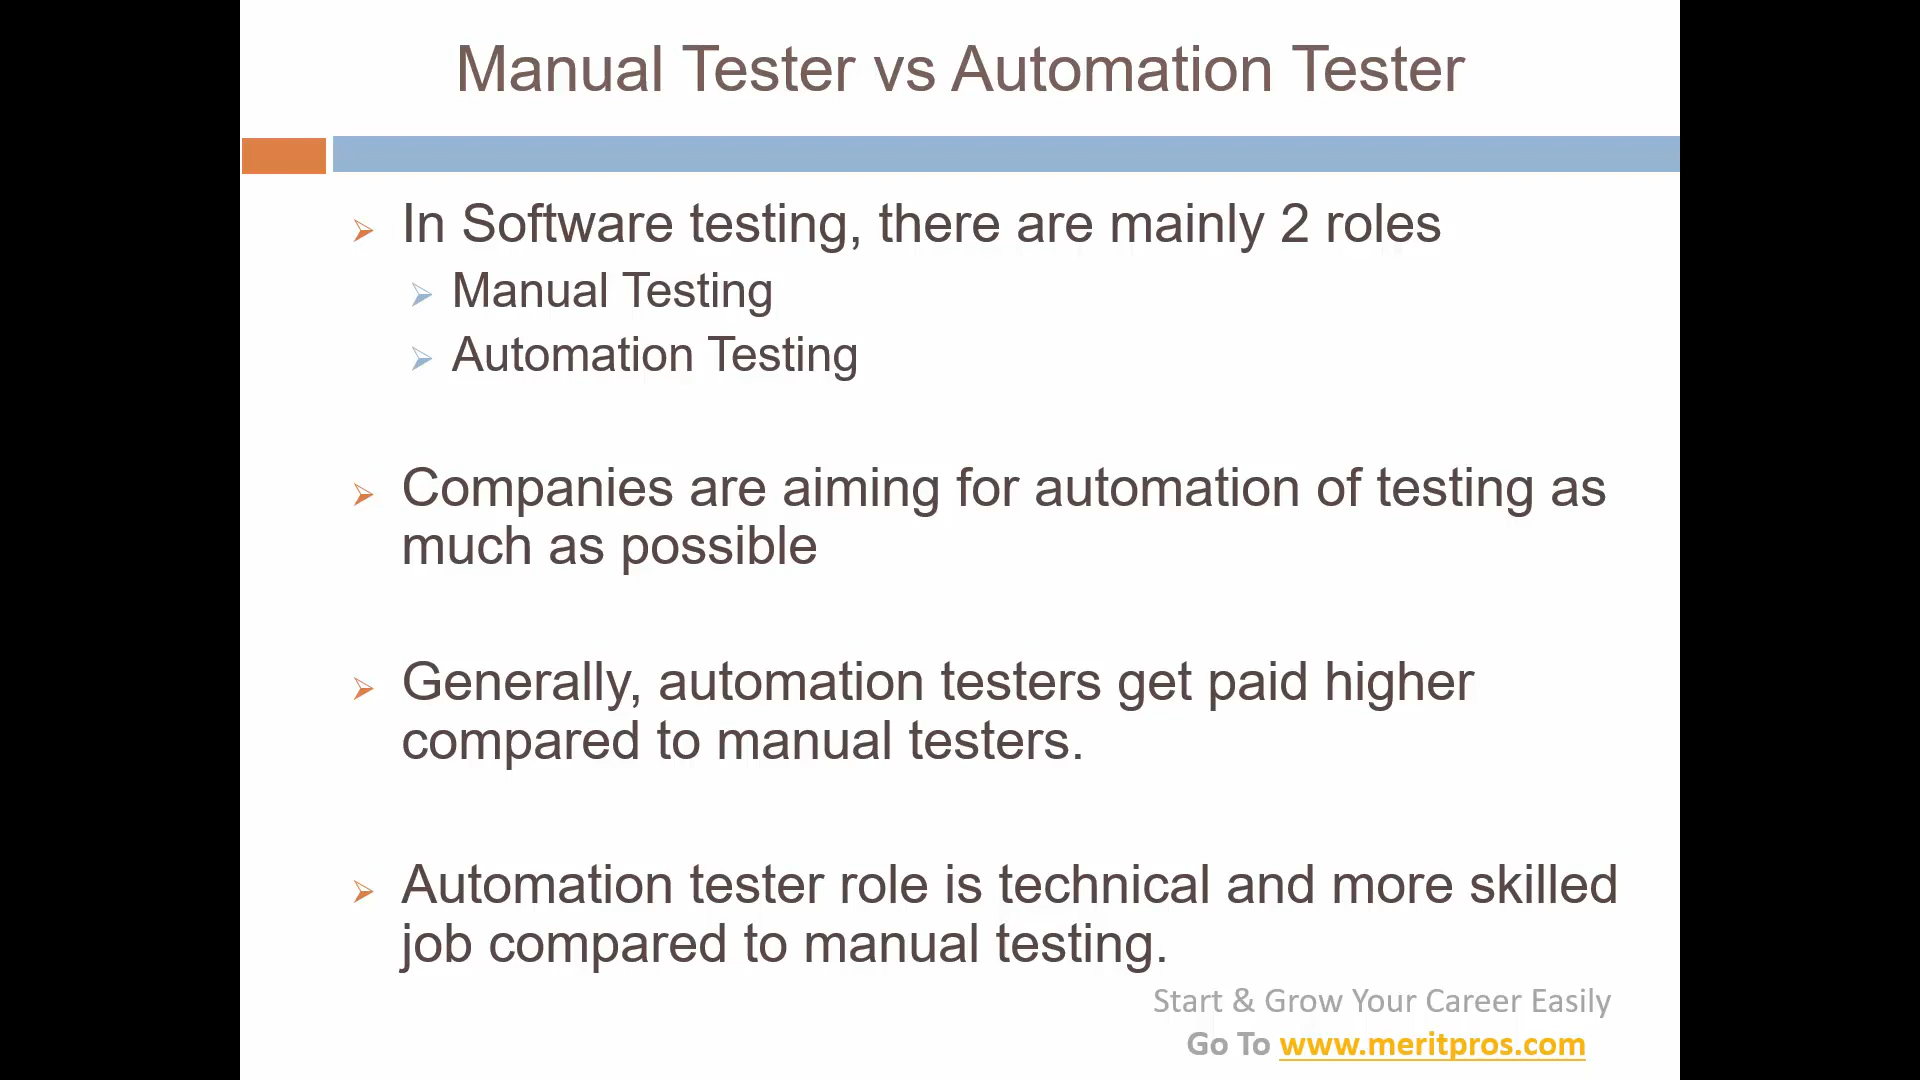 Manual Tester vs Automation Tester
In Software testing, there are mainly 2 roles
Manual Testing
Automation Testing
Companies are aiming for automation of testing as
much as possible
Generally, automation testers get paid higher
compared to manual testers.
Automation tester role is technical and more skilled
job compared to manual testing.
Start & Grow Your Career Easily
Go To www.meritpros.com